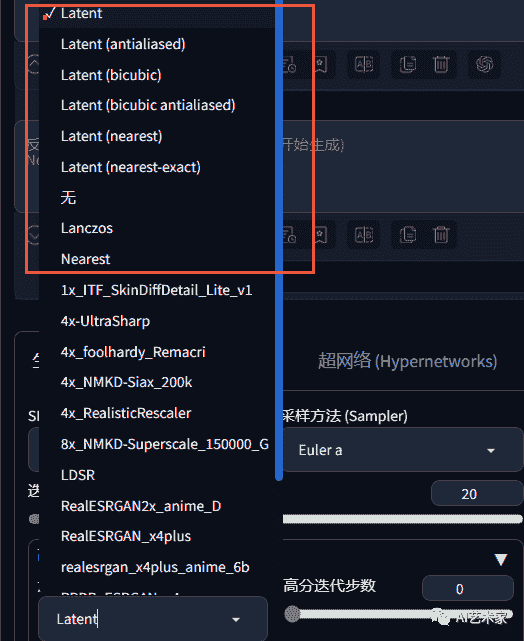 Latent
Latent (antialiased)
Latent (bicubic)
Latent (bicubic antialiased)
Latent (nearest)
开始生成)
Latent (nearest-exact)
无
Lanczos
Nearest
1x_ITF_SkinDiffDetail_Lite_v1
4x-UltraSharp
4x_foolhardy_Remacri
超网络 (Hypernetworks)
4x_NMKD-Siax_200k
4x_RealisticRescaler
采样方法 (Sampler)
8x_NMKD-Superscale_150000_G
Euler a
LDSR
20
RealESRGAN2x_anime_D
RealESRGAN_x4plus
realesrgan_x4plus_anime_6b
高分迭代步数
0
Latent
AI艺术家